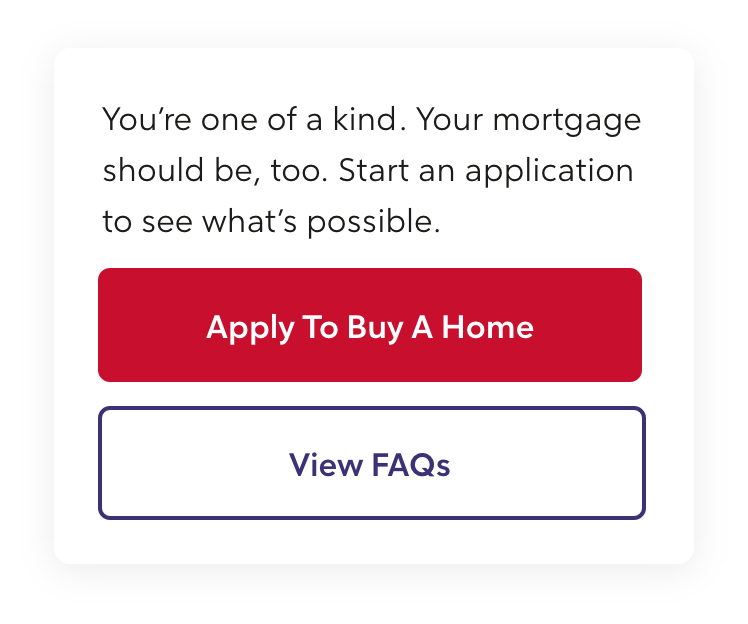 You’re one of a kind. Your mortgage
should be, too. Start an application
to see what’s possible.
Apply To Buy A Home
View FAQs